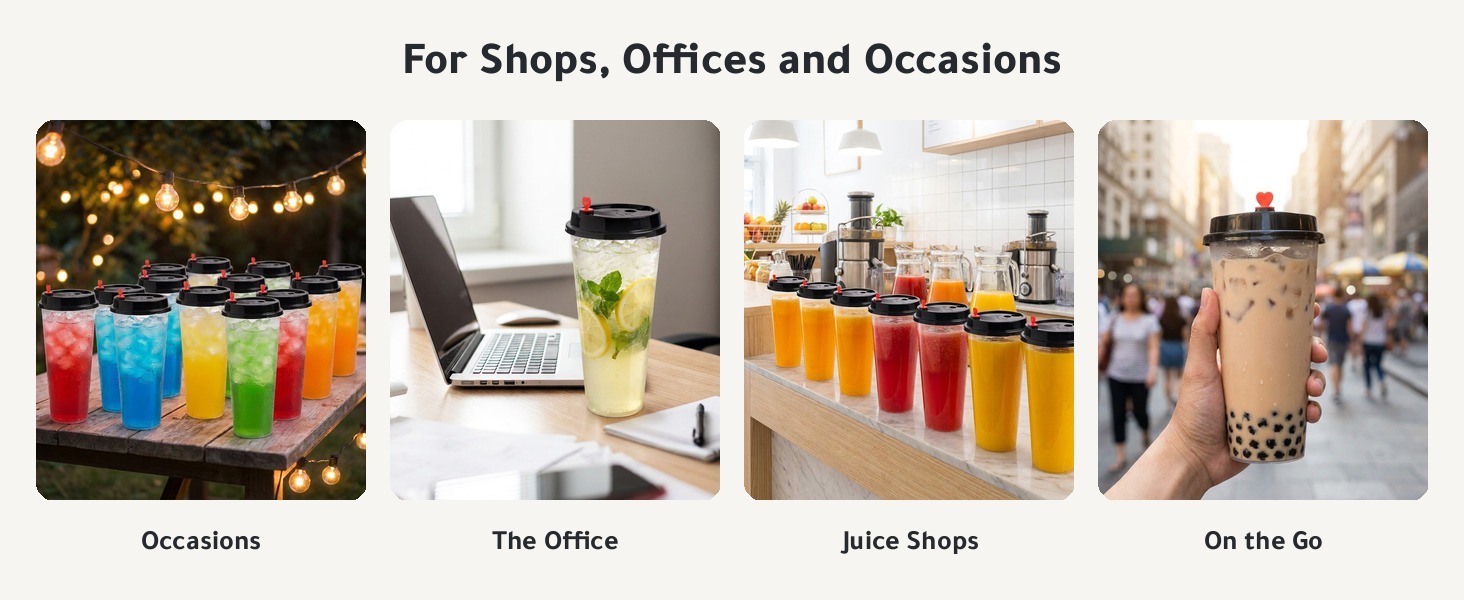 For Shops, Offices and Occasions
Occasions
The Office
Juice Shops
On the Go